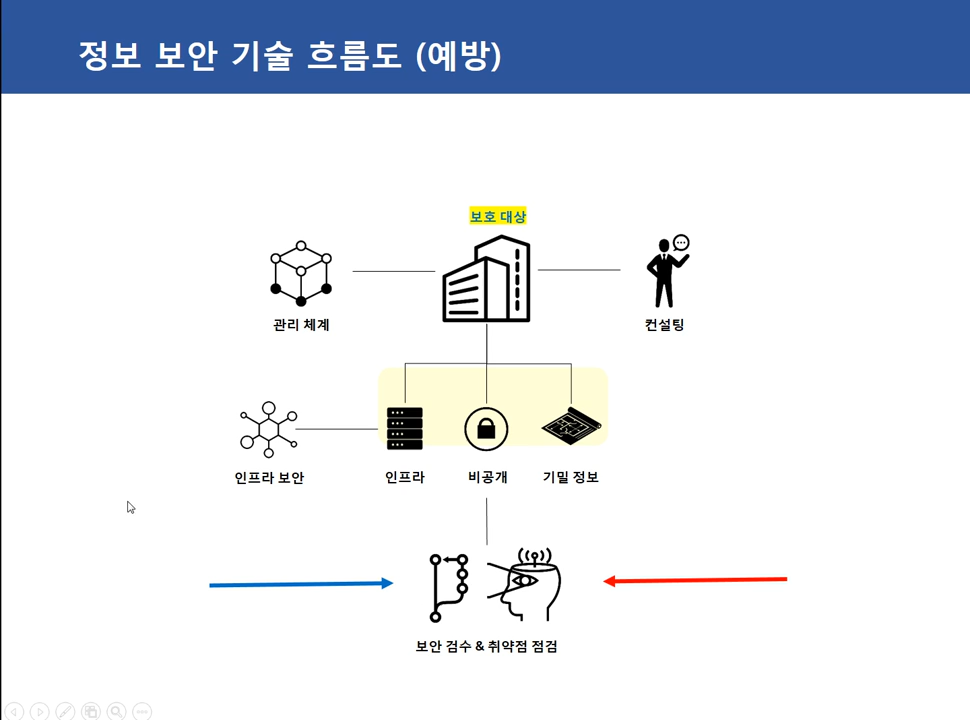 정보 보안 기술 흐름도 (예방)
보호 대상
관리 체계
컨설팅
인프라 보안
인프라
비공개
기밀 정보
보안 검수 & 취약점 점검